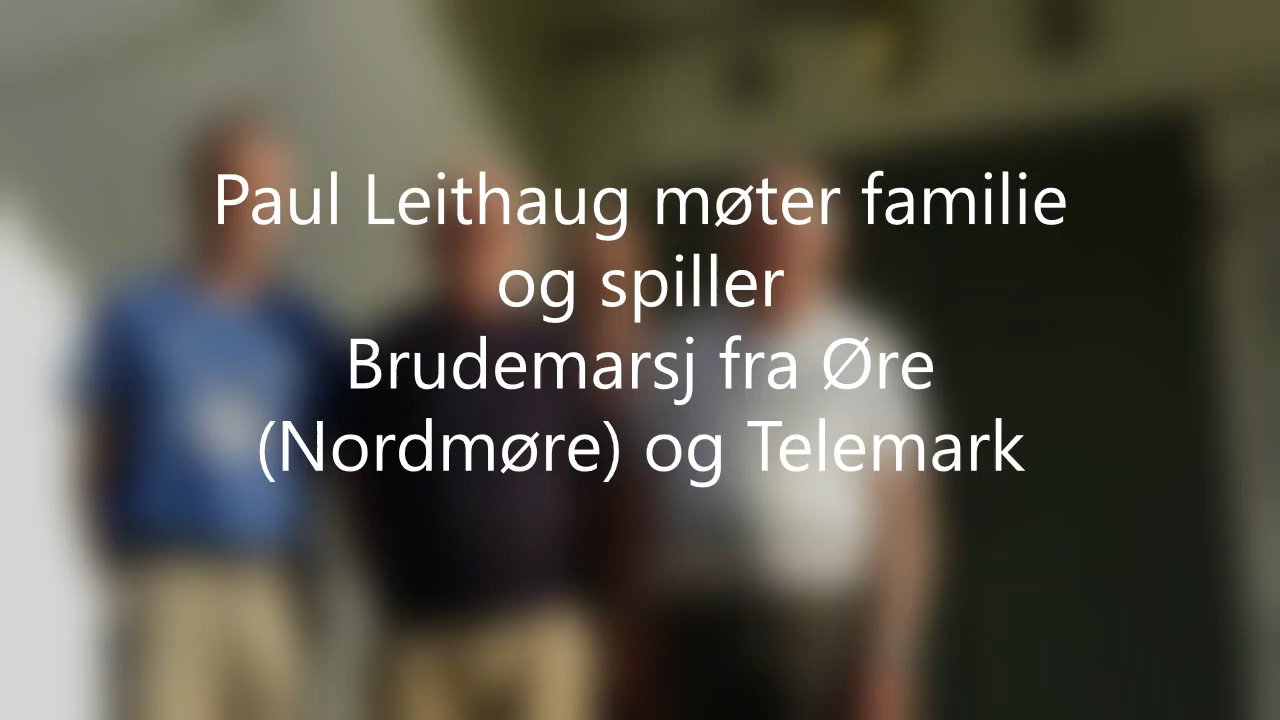 Paul Leithaug møter familie
og spiller
Brudemarsj fra Øre
(Nordmøre) og Telemark